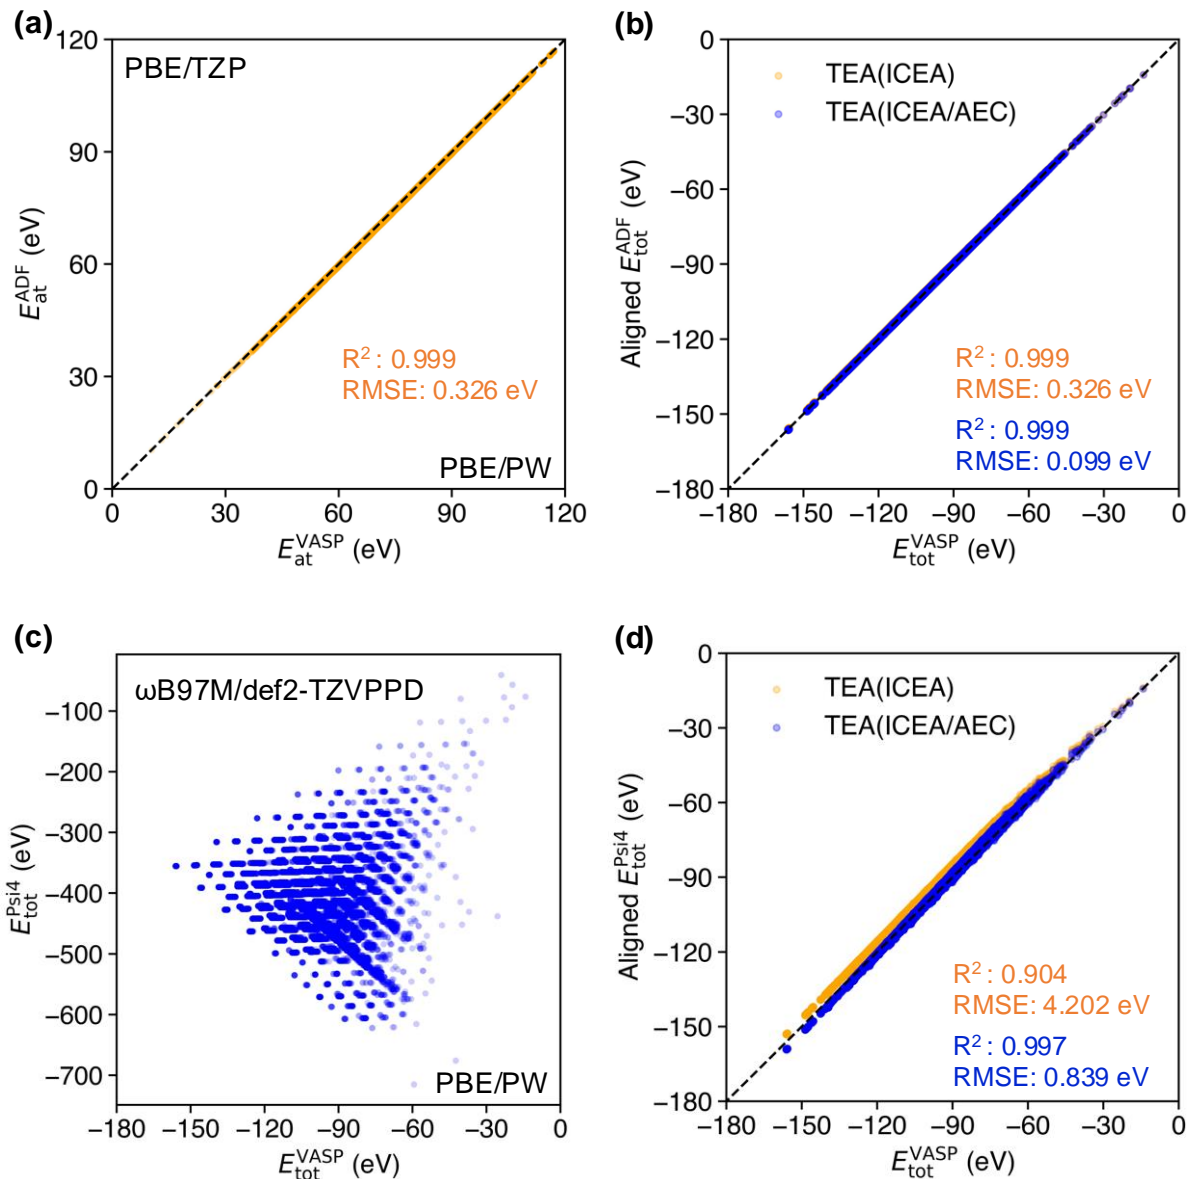 (a)
120
90
60
30
0
E_at^ADF (eV)
PBE/TZP
R²: 0.999
RMSE: 0.326 eV
PBE/PW
0 30 60 90 120
E_at^VASP (eV)
(b)
0
−30
−60
−90
−120
−150
−180
Aligned E_tot^ADF (eV)
TEA(ICEA)
TEA(ICEA/AEC)
R²: 0.999
RMSE: 0.326 eV
R²: 0.999
RMSE: 0.099 eV
−180 −150 −120 −90 −60 −30 0
E_tot^VASP (eV)
(c)
−100
−200
−300
−400
−500
−600
−700
E_tot^Psi4 (eV)
ωB97M/def2-TZVPPD
PBE/PW
−180 −150 −120 −90 −60 −30 0
E_tot^VASP (eV)
(d)
0
−30
−60
−90
−120
−150
−180
Aligned E_tot^Psi4 (eV)
TEA(ICEA)
TEA(ICEA/AEC)
R²: 0.904
RMSE: 4.202 eV
R²: 0.997
RMSE: 0.839 eV
−180 −150 −120 −90 −60 −30 0
E_tot^VASP (eV)